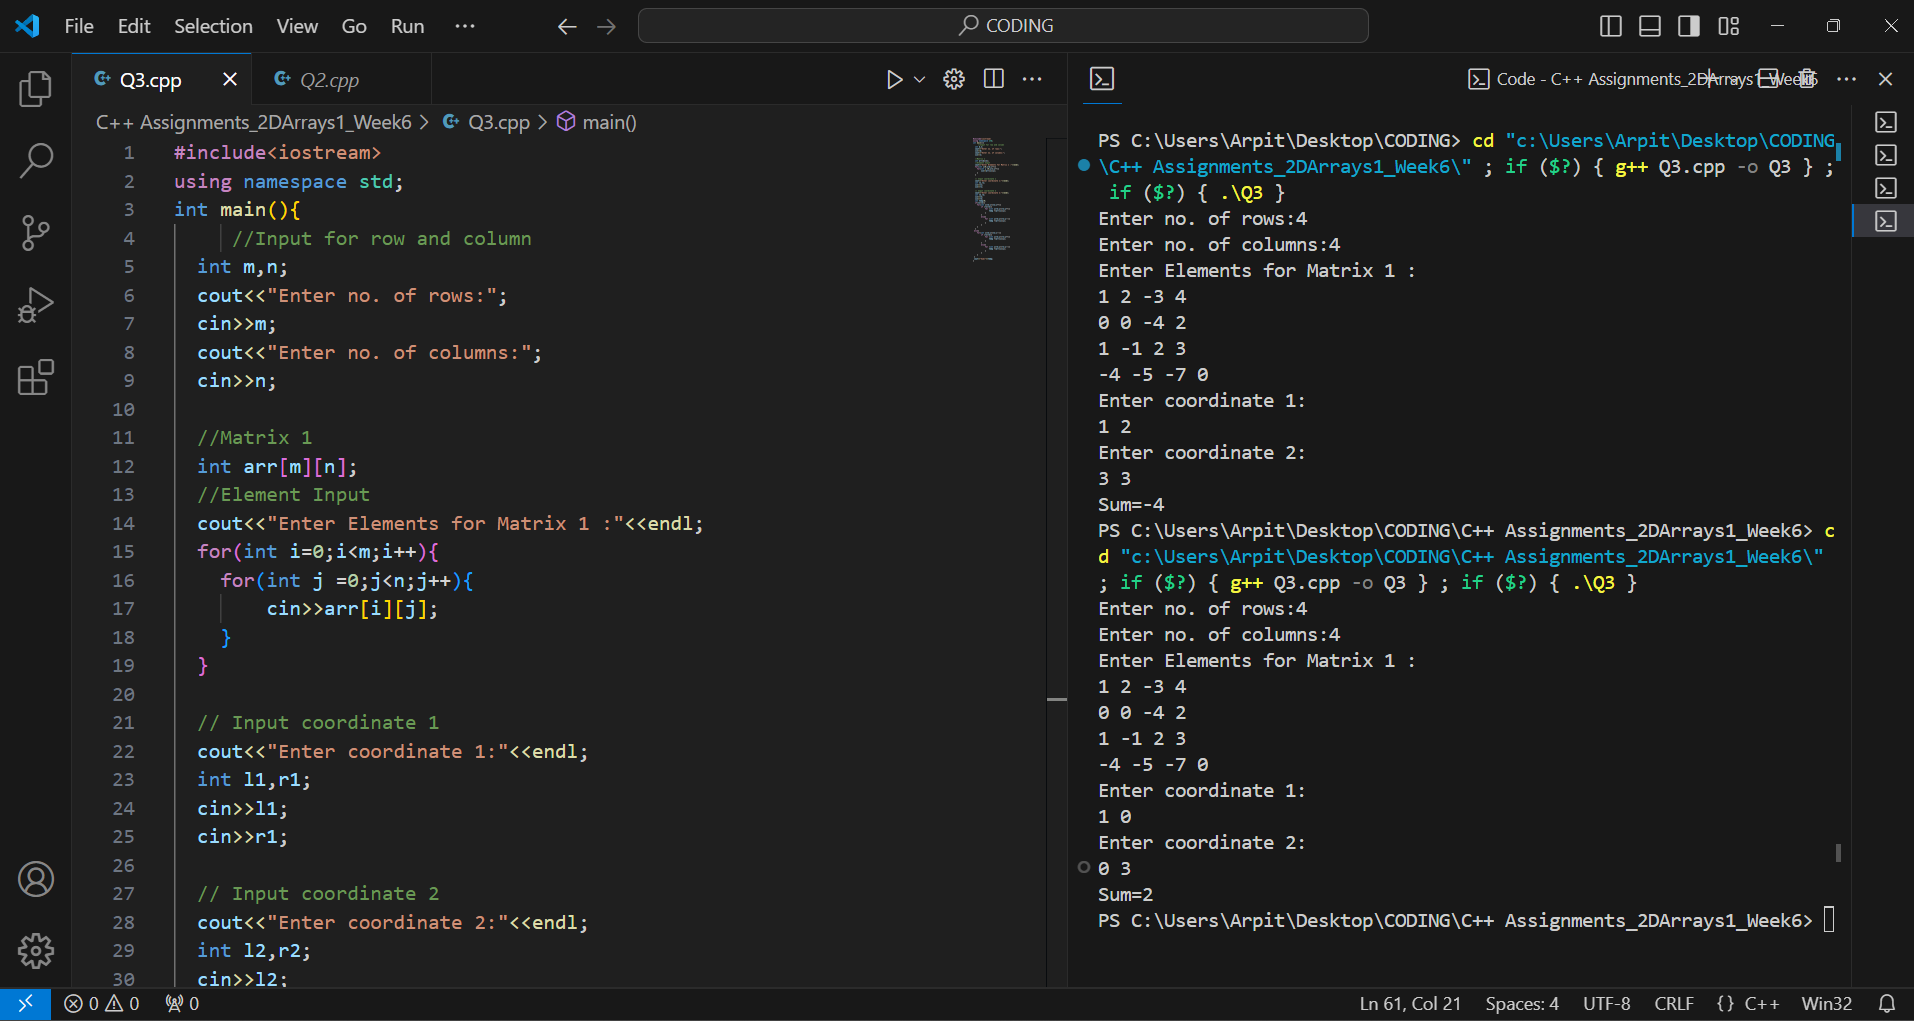 File Edit Selection View Go Run ··· CODING
Q3.cpp Q2.cpp
C++ Assignments_2DArrays1_Week6 > Q3.cpp > main()
1 #include<iostream>
2 using namespace std;
3 int main(){
4 //Input for row and column
5 int m,n;
6 cout<<"Enter no. of rows:";
7 cin>>m;
8 cout<<"Enter no. of columns:";
9 cin>>n;
10
11 //Matrix 1
12 int arr[m][n];
13 //Element Input
14 cout<<"Enter Elements for Matrix 1 :"<<endl;
15 for(int i=0;i<m;i++){
16 for(int j =0;j<n;j++){
17 cin>>arr[i][j];
18 }
19 }
20
21 // Input coordinate 1
22 cout<<"Enter coordinate 1:"<<endl;
23 int l1,r1;
24 cin>>l1;
25 cin>>r1;
26
27 // Input coordinate 2
28 cout<<"Enter coordinate 2:"<<endl;
29 int l2,r2;
30 cin>>l2;
Code - C++ Assignments_2DArrays1_Week6
PS C:\Users\Arpit\Desktop\CODING> cd "c:\Users\Arpit\Desktop\CODING
\C++ Assignments_2DArrays1_Week6\" ; if ($?) { g++ Q3.cpp -o Q3 } ;
if ($?) { .\Q3 }
Enter no. of rows:4
Enter no. of columns:4
Enter Elements for Matrix 1 :
1 2 -3 4
0 0 -4 2
1 -1 2 3
-4 -5 -7 0
Enter coordinate 1:
1 2
Enter coordinate 2:
3 3
Sum=-4
PS C:\Users\Arpit\Desktop\CODING\C++ Assignments_2DArrays1_Week6> c
d "c:\Users\Arpit\Desktop\CODING\C++ Assignments_2DArrays1_Week6\"
; if ($?) { g++ Q3.cpp -o Q3 } ; if ($?) { .\Q3 }
Enter no. of rows:4
Enter no. of columns:4
Enter Elements for Matrix 1 :
1 2 -3 4
0 0 -4 2
1 -1 2 3
-4 -5 -7 0
Enter coordinate 1:
1 0
Enter coordinate 2:
0 3
Sum=2
PS C:\Users\Arpit\Desktop\CODING\C++ Assignments_2DArrays1_Week6>
0 0 0 Ln 61, Col 21 Spaces: 4 UTF-8 CRLF {} C++ Win32